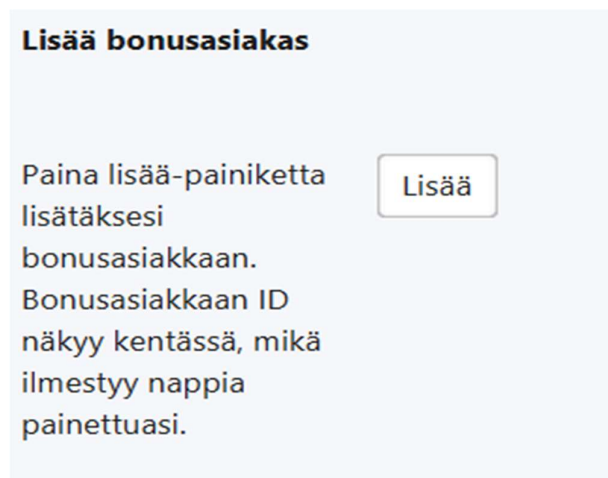 Lisää bonusasiakas
Paina lisää-painiketta
lisätäksesi
bonusasiakkaan.
Bonusasiakkaan ID
näkyy kentässä, mikä
ilmestyy nappia
painettuasi.
Lisää